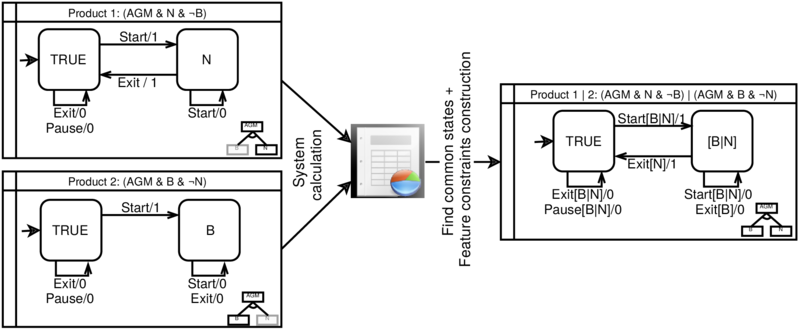 Product 1: (AGM & N & ¬B)
Start/1
TRUE
N
Exit / 1
Exit/0
Pause/0
Start/0
AGM
B
N
Product 2: (AGM & B & ¬N)
Start/1
TRUE
B
Exit/0
Pause/0
Start/0
Exit/0
AGM
B
N
System
calculation
Find common states +
Feature constraints construction
Product 1 | 2: (AGM & N & ¬B) | (AGM & B & ¬N)
Start[B|N]/1
TRUE
[B|N]
Exit[N]/1
Exit[B|N]/0
Pause[B|N]/0
Start[B|N]/0
Exit[B]/0
AGM
B
N